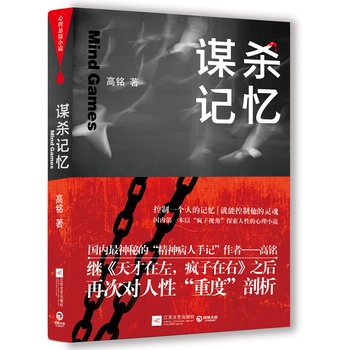 心理悬疑小说
谋杀记忆
Mind Games
高铭 著
Mind Games
高铭 著
谋杀
记忆
控制一个人的记忆|就能控制他的灵魂
国内第一本以“疯子视角”探索人性的心理小说
国内最神秘的“精神病人手记”作者——高铭
继《天才在左，疯子在右》之后
再次对人性“重度”剖析
江苏文艺出版社